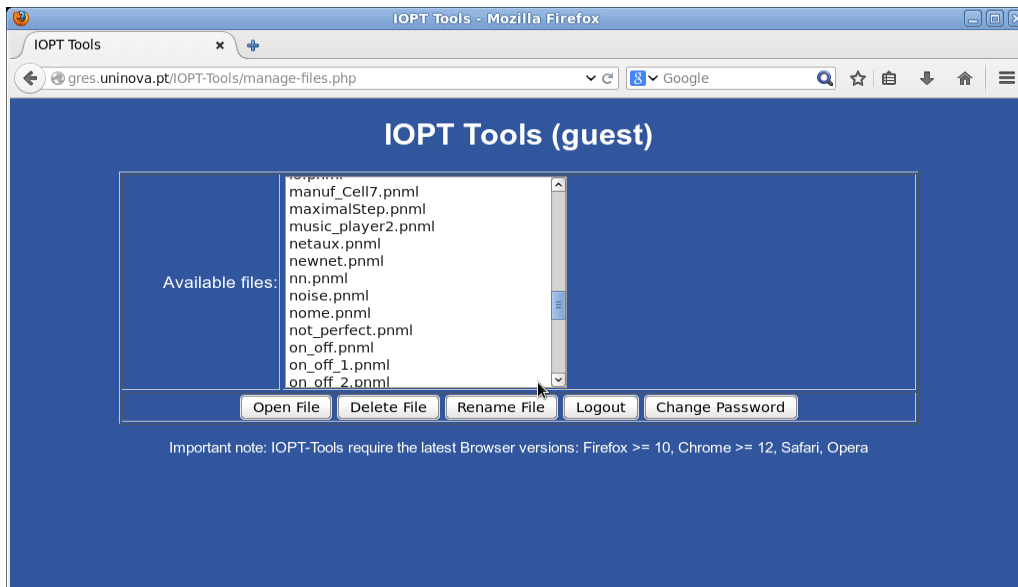 IOPT Tools - Mozilla Firefox
IOPT Tools
gres.uninova.pt/IOPT-Tools/manage-files.php
8 Google
IOPT Tools (guest)
manuf_Cell7.pnml
maximalStep.pnml
music_player2.pnml
netaux.pnml
newnet.pnml
nn.pnml
Available files:
noise.pnml
nome.pnml
not_perfect.pnml
on_off.pnml
on_off_1.pnml
on_off_2.pnml
Open File Delete File Rename File Logout Change Password
Important note: IOPT-Tools require the latest Browser versions: Firefox >= 10, Chrome >= 12, Safari, Opera